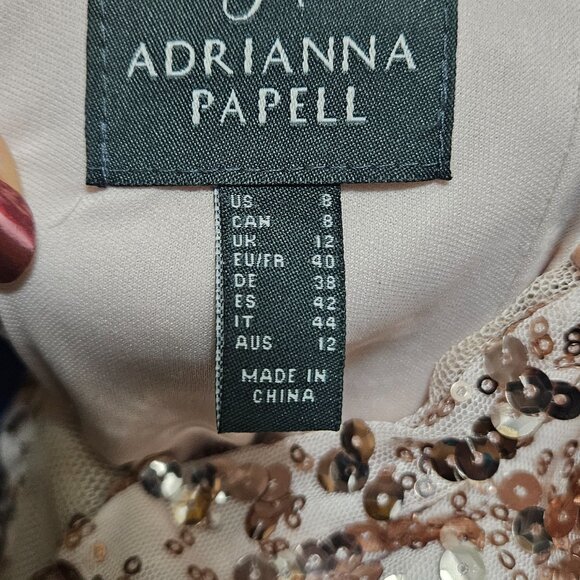 ADRIANNA
PAPELL
US 8
CAN 8
UK 12
EU/FR 40
DE 38
ES 42
IT 44
AUS 12
MADE IN
CHINA